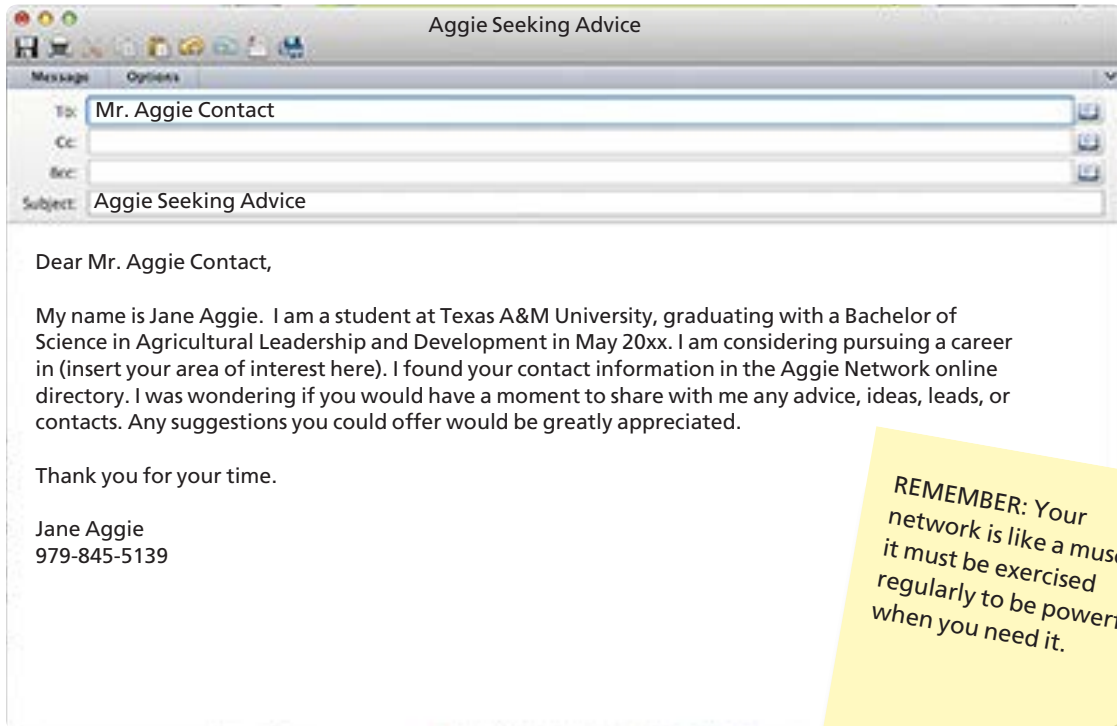 Aggie Seeking Advice
Message Options
To: Mr. Aggie Contact
Cc:
Bcc:
Subject: Aggie Seeking Advice
Dear Mr. Aggie Contact,
My name is Jane Aggie. I am a student at Texas A&M University, graduating with a Bachelor of
Science in Agricultural Leadership and Development in May 20xx. I am considering pursuing a career
in (insert your area of interest here). I found your contact information in the Aggie Network online
directory. I was wondering if you would have a moment to share with me any advice, ideas, leads, or
contacts. Any suggestions you could offer would be greatly appreciated.
Thank you for your time.
Jane Aggie
979-845-5139
REMEMBER: Your
network is like a
it must be exercised
regularly to be
when you need it.